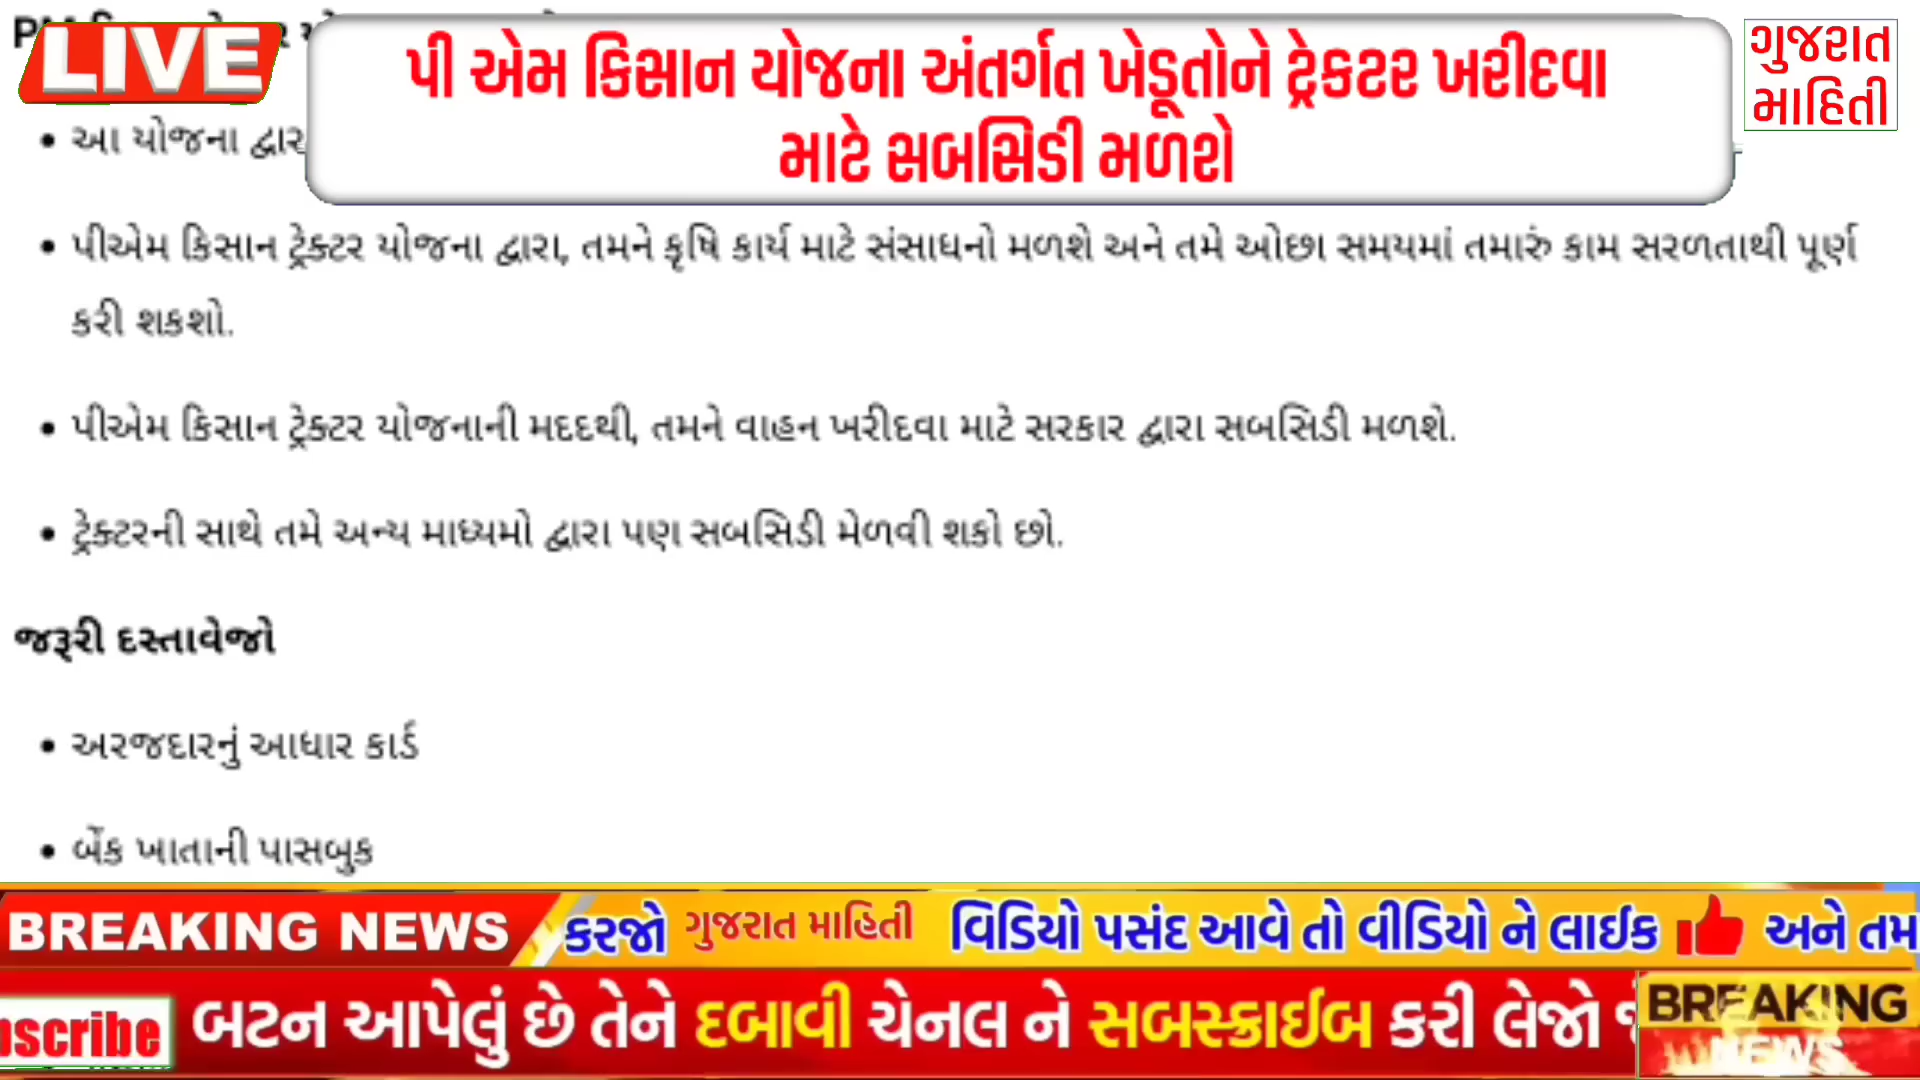 LIVE
પી એમ કિસાન યોજના અંતર્ગત ખેડૂતોને ટ્રેકટર ખરીદવા
માટે સબસિડી મળશે
ગુજરાત
માહિતી
• આ યોજના દ્વાર
• પીએમ કિસાન ટ્રેક્ટર યોજના દ્વારા, તમને કૃષિ કાર્ય માટે સંસાધનો મળશે અને તમે ઓછા સમયમાં તમારું કામ સરળતાથી પૂર્ણ
કરી શકશો.
• પીએમ કિસાન ટ્રેક્ટર યોજનાની મદદથી, તમને વાહન ખરીદવા માટે સરકાર દ્વારા સબસિડી મળશે.
• ટ્રેક્ટરની સાથે તમે અન્ય માધ્યમો દ્વારા પણ સબસિડી મેળવી શકો છો.
જરૂરી દસ્તાવેજો
• અરજદારનું આધાર કાર્ડ
• બેંક ખાતાની પાસબુક
BREAKING NEWS કરજો ગુજરાત માહિતી વિડિયો પસંદ આવે તો વીડિયો ને લાઈક 👍 અને તમ
bscribe બટન આપેલું છે તેને દબાવી ચેનલ ને સબસ્ક્રાઈબ કરી લેજો
BREAKING
NEWS